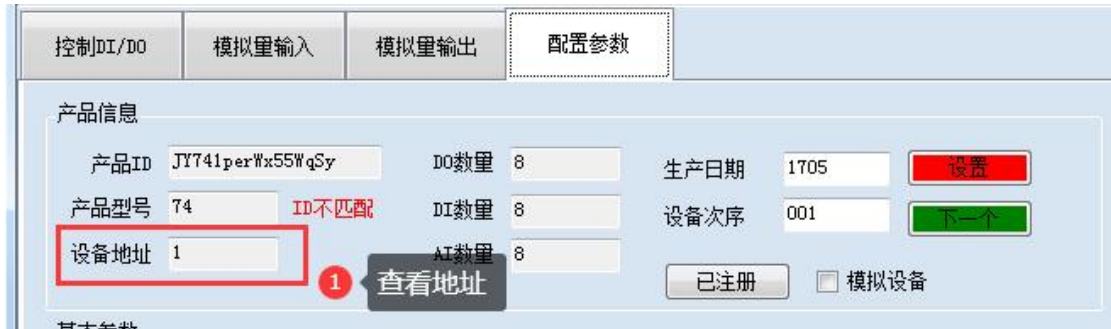 控制DI/DO 模拟量输入 模拟量输出 配置参数
产品信息
产品ID JY741perWx55WqSy DO数量 8 生产日期 1705 设置
产品型号 74 ID不匹配 DI数量 8 设备次序 001 下一个
设备地址 1 AI数量 8
1 查看地址 已注册 模拟设备
基本参数